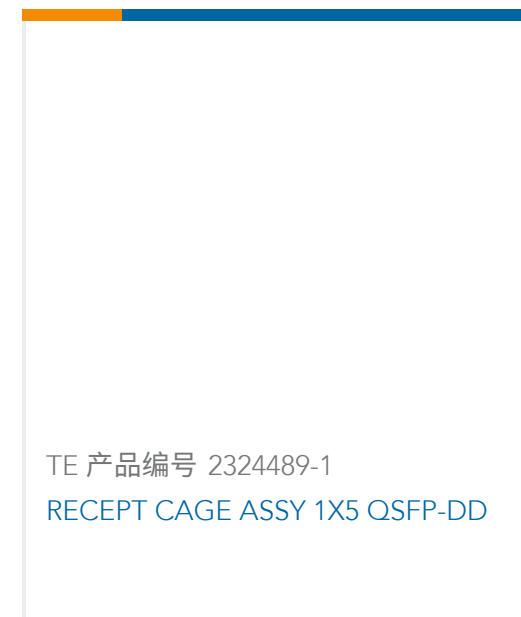 TE 产品编号 2324489-1
RECEPT CAGE ASSY 1X5 QSFP-DD